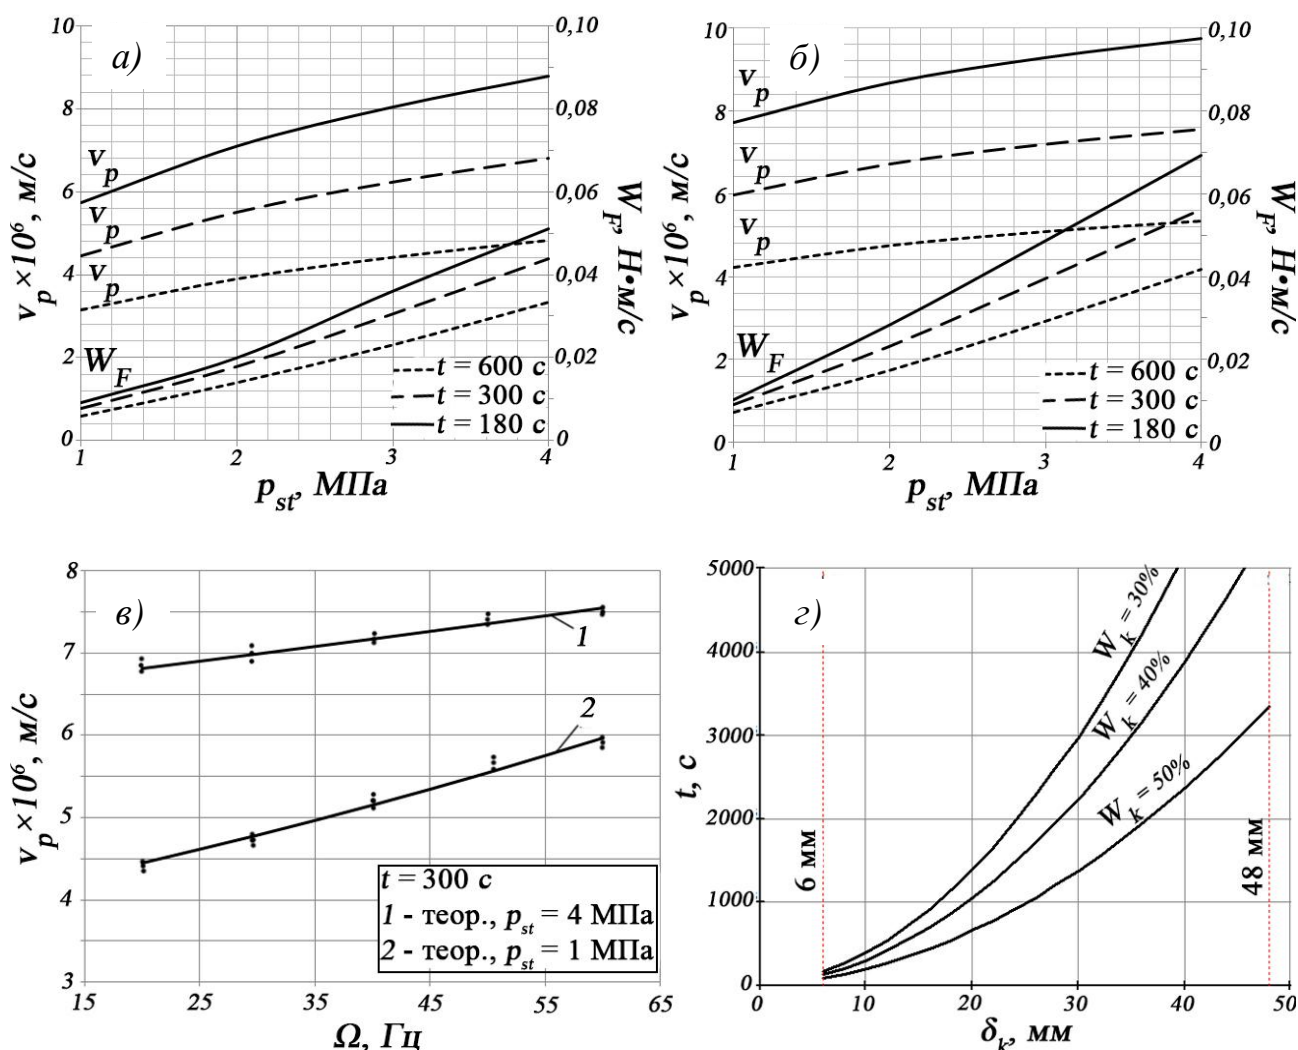 а)
10
8
6
4
2
0
v_p ×10⁶, м/с
0,10
0,08
0,06
0,04
0,02
0
W_F, Н•м/с
v_p
v_p
v_p
W_F
t = 600 c
t = 300 c
t = 180 c
1 2 3 4
p_st, МПа
б)
10
8
6
4
2
0
v_p ×10⁶, м/с
0,10
0,08
0,06
0,04
0,02
0
W_F, Н•м/с
v_p
v_p
v_p
W_F
t = 600 c
t = 300 c
t = 180 c
1 2 3 4
p_st, МПа
в)
8
7
6
5
4
3
v_p ×10⁶, м/с
1
2
t = 300 c
1 - теор., p_st = 4 МПа
2 - теор., p_st = 1 МПа
15 25 35 45 55 65
Ω, Гц
г)
5000
4000
3000
2000
1000
0
t, c
W_k = 30%
W_k = 40%
W_k = 50%
6 мм
48 мм
0 10 20 30 40 50
δ_k, мм